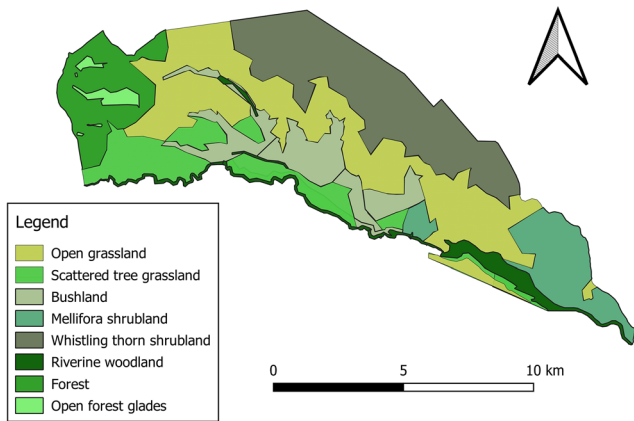 Legend
Open grassland
Scattered tree grassland
Bushland
Mellifora shrubland
Whistling thorn shrubland
Riverine woodland
Forest
Open forest glades
0 5 10 km